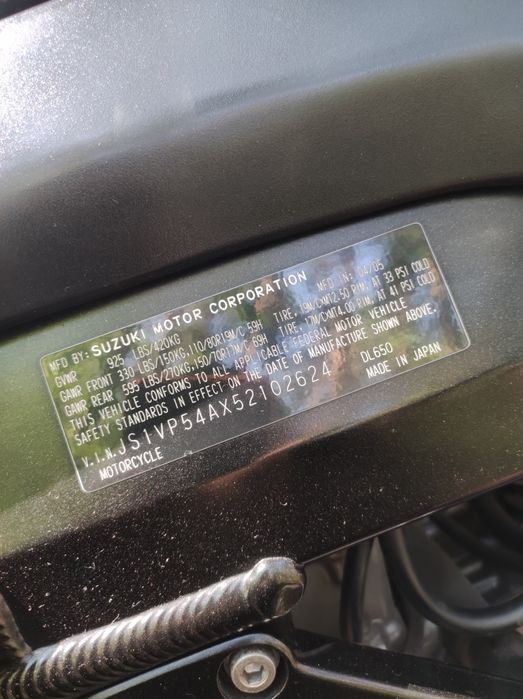 MFD BY: SUZUKI MOTOR CORPORATION MFD IN: 04/05
GVWR 925 LBS/420KG
GAWR FRONT 330 LBS/150KG,110/80R19M/C 59H TIRE, 19M/C×MT2.50 RIM, AT 33 PSI COLD
GAWR REAR 595 LBS/270KG,150/70R17M/C 69H TIRE, 17M/C×MT4.00 RIM, AT 41 PSI COLD
THIS VEHICLE CONFORMS TO ALL APPLICABLE FEDERAL MOTOR VEHICLE
SAFETY STANDARDS IN EFFECT ON THE DATE OF MANUFACTURE SHOWN ABOVE.
V.I.N. JS1VP54AX52102624 DL650
MOTORCYCLE MADE IN JAPAN